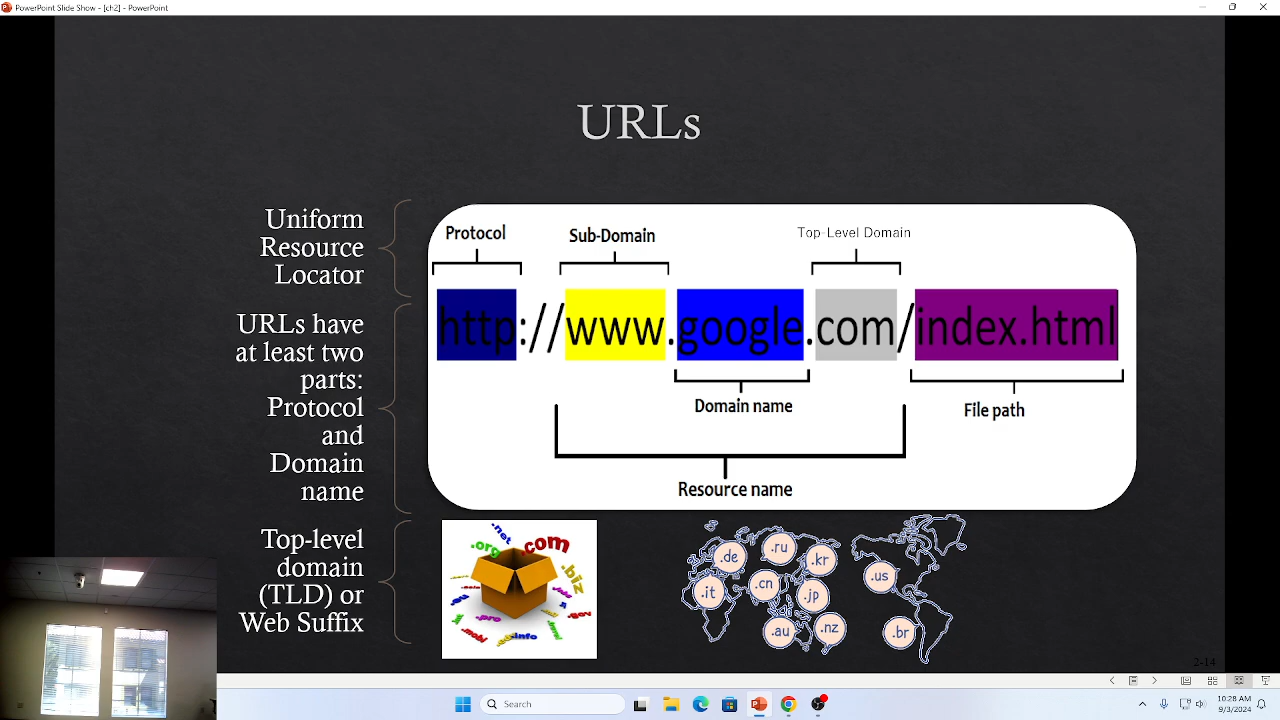 PowerPoint Slide Show - [ch2] - PowerPoint
URLs
Uniform
Resource
Locator
URLs have
at least two
parts:
Protocol
and
Domain
name
Top-level
domain
(TLD) or
Web Suffix
Protocol
Sub-Domain
Top-Level Domain
http://www.google.com/index.html
Domain name
File path
Resource name
.net
.org
.com
.biz
.pro
.info
.de
.ru
.kr
.it
.cn
.jp
.us
.au
.nz
.br
2-14
Search
10:28 AM
9/3/2024